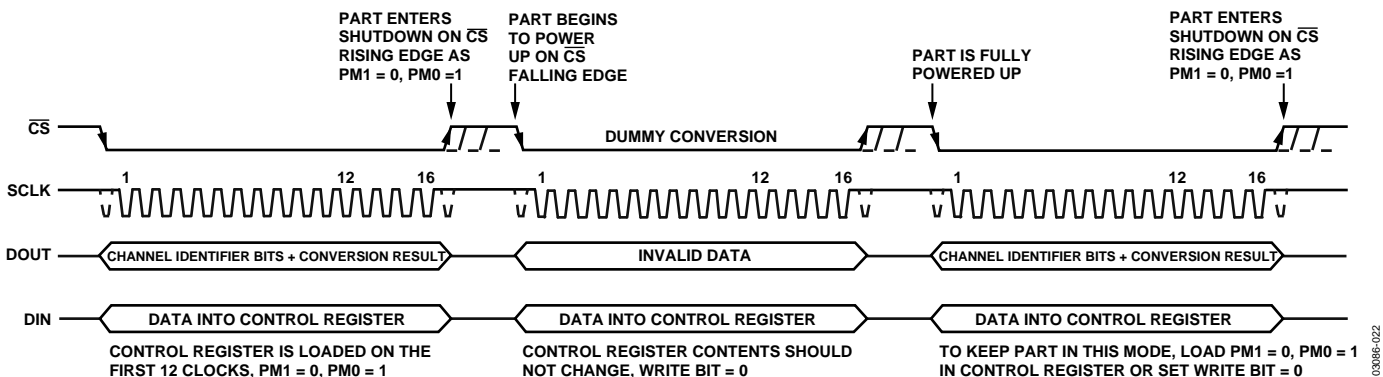 PART ENTERS
SHUTDOWN ON C̅S̅
RISING EDGE AS
PM1 = 0, PM0 =1
PART BEGINS
TO POWER
UP ON C̅S̅
FALLING EDGE
PART IS FULLY
POWERED UP
PART ENTERS
SHUTDOWN ON C̅S̅
RISING EDGE AS
PM1 = 0, PM0 =1
C̅S̅
DUMMY CONVERSION
SCLK
1 12 16 1 12 16 1 12 16
DOUT
CHANNEL IDENTIFIER BITS + CONVERSION RESULT
INVALID DATA
CHANNEL IDENTIFIER BITS + CONVERSION RESULT
DIN
DATA INTO CONTROL REGISTER
DATA INTO CONTROL REGISTER
DATA INTO CONTROL REGISTER
CONTROL REGISTER IS LOADED ON THE
FIRST 12 CLOCKS, PM1 = 0, PM0 = 1
CONTROL REGISTER CONTENTS SHOULD
NOT CHANGE, WRITE BIT = 0
TO KEEP PART IN THIS MODE, LOAD PM1 = 0, PM0 = 1
IN CONTROL REGISTER OR SET WRITE BIT = 0
03086-022